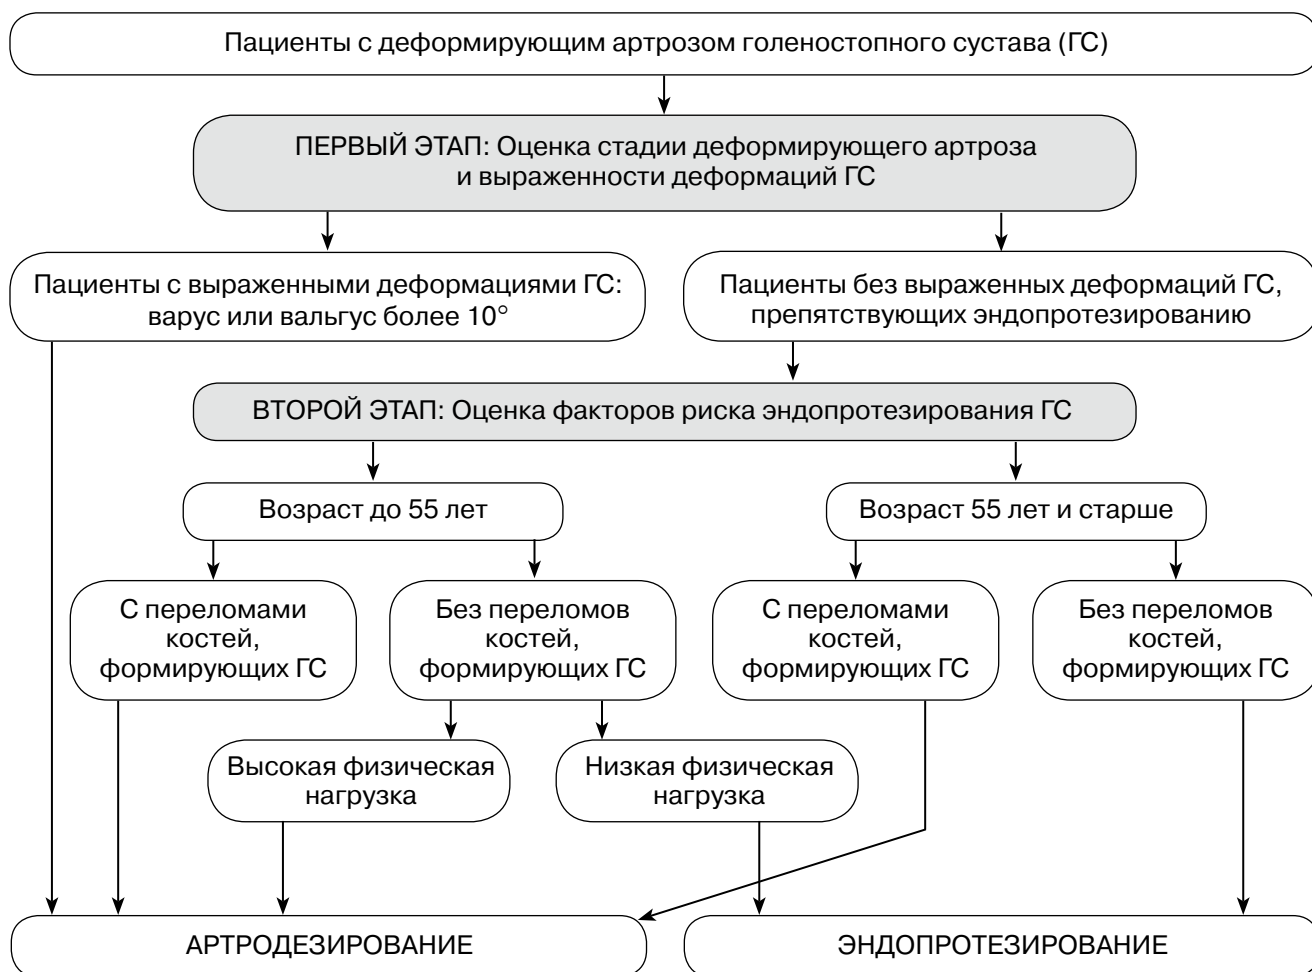 Пациенты с деформирующим артрозом голеностопного сустава (ГС)
ПЕРВЫЙ ЭТАП: Оценка стадии деформирующего артроза
и выраженности деформаций ГС
Пациенты с выраженными деформациями ГС:
варус или вальгус более 10°
Пациенты без выраженных деформаций ГС,
препятствующих эндопротезированию
ВТОРОЙ ЭТАП: Оценка факторов риска эндопротезирования ГС
Возраст до 55 лет
Возраст 55 лет и старше
С переломами
костей,
формирующих ГС
Без переломов
костей,
формирующих ГС
С переломами
костей,
формирующих ГС
Без переломов
костей,
формирующих ГС
Высокая физическая
нагрузка
Низкая физическая
нагрузка
АРТРОДЕЗИРОВАНИЕ
ЭНДОПРОТЕЗИРОВАНИЕ